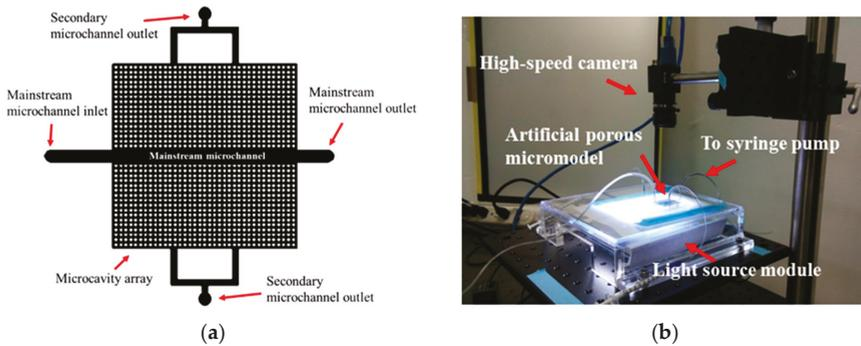 Secondary
microchannel outlet
Mainstream
microchannel inlet
Mainstream
microchannel outlet
Mainstream microchannel
Microcavity array
Secondary
microchannel outlet
(a)
High-speed camera
Artificial porous
micromodel
To syringe pump
Light source module
(b)